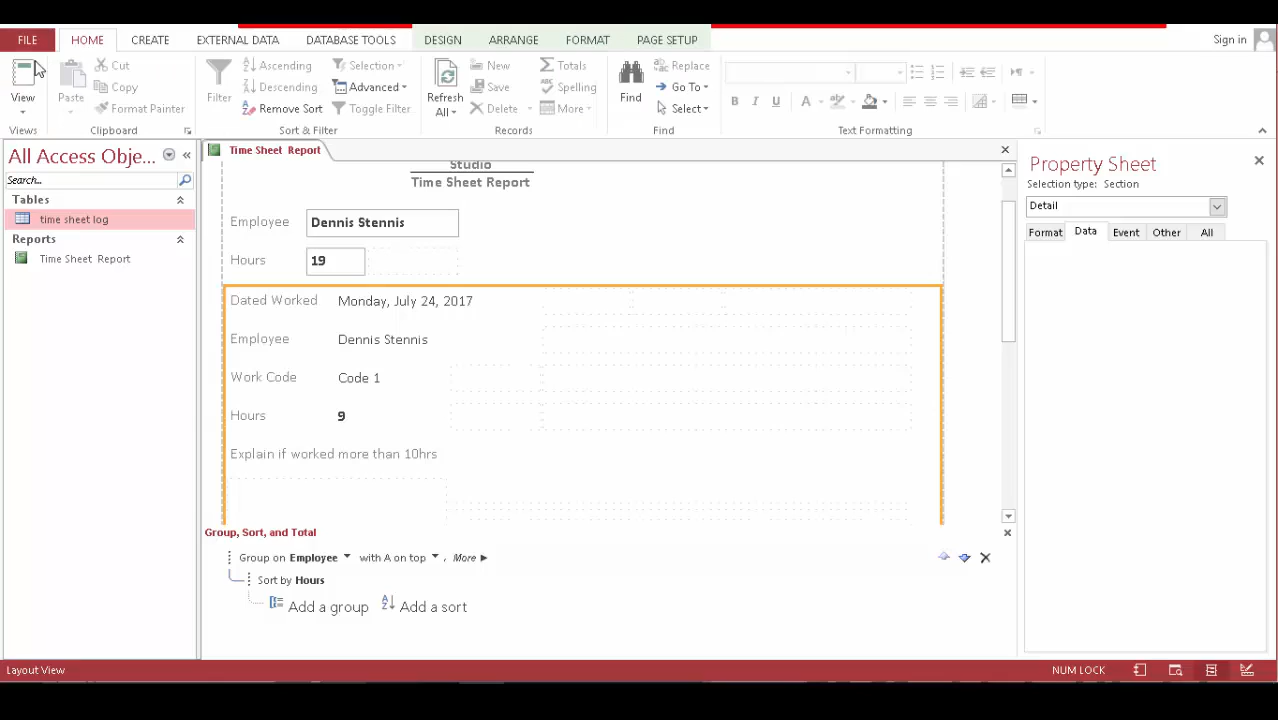 FILE HOME CREATE EXTERNAL DATA DATABASE TOOLS DESIGN ARRANGE FORMAT PAGE SETUP Sign in
View Paste Cut Copy Format Painter
Filter Ascending Descending Remove Sort Selection Advanced Toggle Filter
Refresh All New Save Delete Totals Spelling More
Find Replace Go To Select
B I U A
Views Clipboard Sort & Filter Records Find Text Formatting
All Access Obje...
Search...
Tables
time sheet log
Reports
Time Sheet Report
Time Sheet Report
Studio
Time Sheet Report
Employee Dennis Stennis
Hours 19
Dated Worked Monday, July 24, 2017
Employee Dennis Stennis
Work Code Code 1
Hours 9
Explain if worked more than 10hrs
Group, Sort, and Total
Group on Employee with A on top , More
Sort by Hours
Add a group Add a sort
Property Sheet
Selection type: Section
Detail
Format Data Event Other All
Layout View NUM LOCK